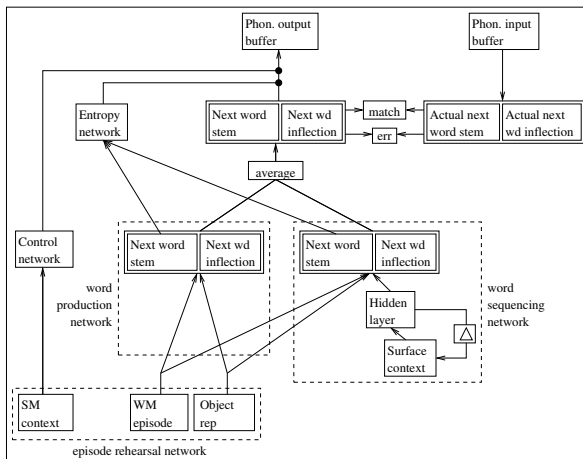 Phon. output
buffer
Phon. input
buffer
Entropy
network
Next word
stem
Next wd
inflection
match
err
Actual next
word stem
Actual next
wd inflection
average
Control
network
Next word
stem
Next wd
inflection
word
production
network
Next word
stem
Next wd
inflection
Hidden
layer
Surface
context
word
sequencing
network
SM
context
WM
episode
Object
rep
episode rehearsal network